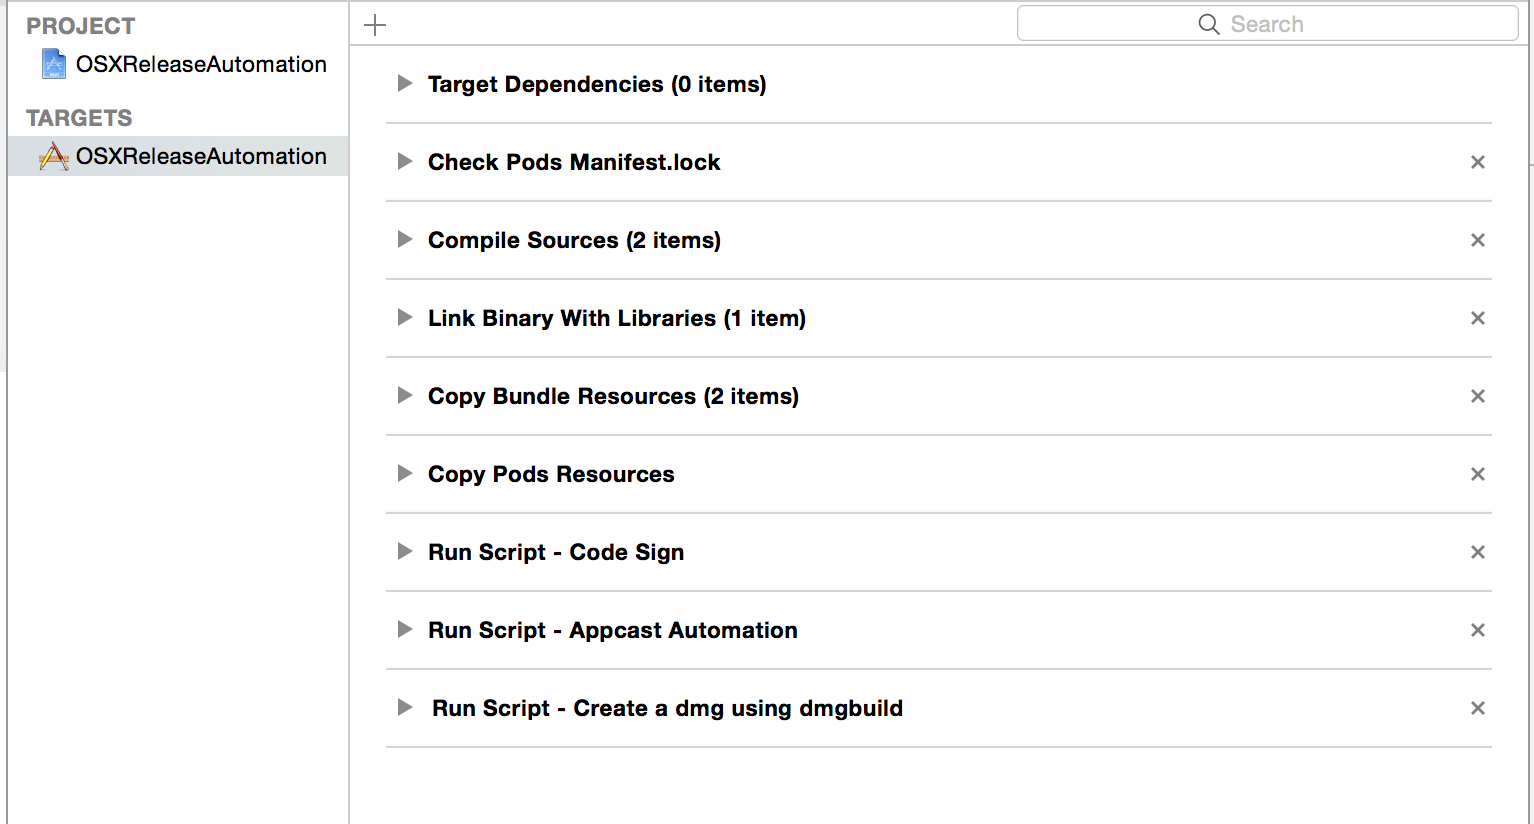 PROJECT
OSXReleaseAutomation
TARGETS
OSXReleaseAutomation
Search
Target Dependencies (0 items)
Check Pods Manifest.lock
Compile Sources (2 items)
Link Binary With Libraries (1 item)
Copy Bundle Resources (2 items)
Copy Pods Resources
Run Script - Code Sign
Run Script - Appcast Automation
Run Script - Create a dmg using dmgbuild